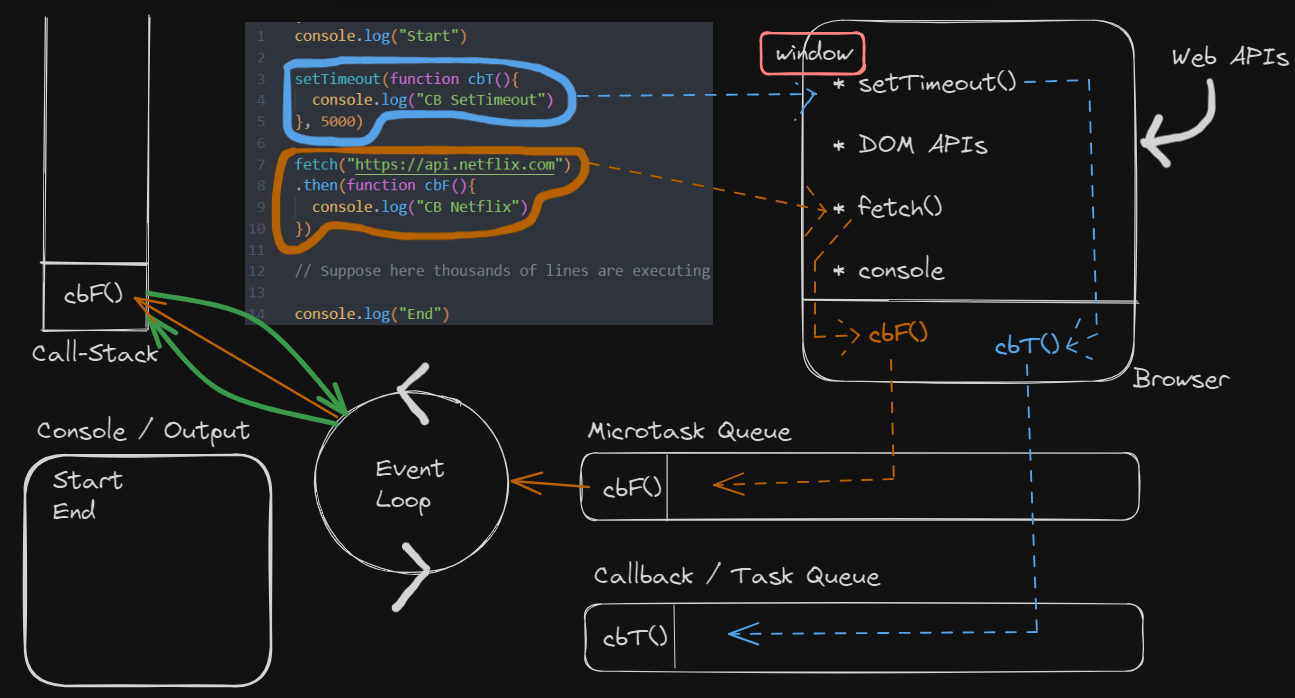 1 console.log("Start")
2
3 setTimeout(function cbT(){
4 console.log("CB SetTimeout")
5 }, 5000)
6
7 fetch("https://api.netflix.com")
8 .then(function cbF(){
9 console.log("CB Netflix")
10 })
11
12 // Suppose here thousands of lines are executing
13
14 console.log("End")
window
* setTimeout()
* DOM APIs
* fetch()
* console
cbF()
cbT()
Web APIs
Browser
cbF()
Call-Stack
Console / Output
Start
End
Event
Loop
Microtask Queue
cbF()
Callback / Task Queue
cbT()